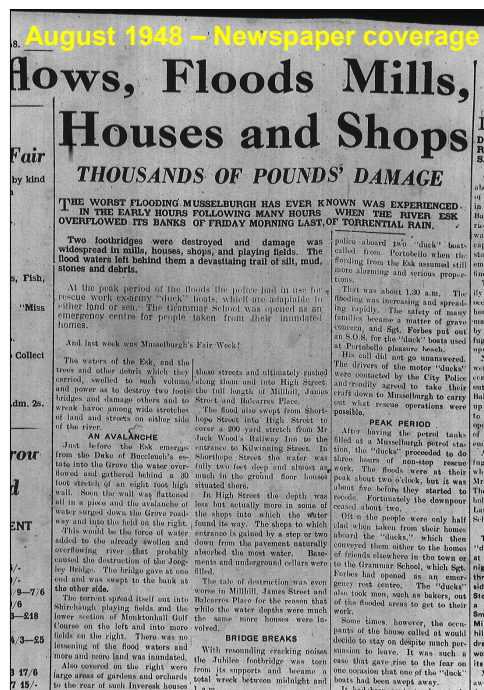 August 1948 – Newspaper coverage
flows, Floods Mills,
Houses and Shops
THOUSANDS OF POUNDS' DAMAGE
THE WORST FLOODING MUSSELBURGH HAS EVER KNOWN WAS EXPERIENCED
IN THE EARLY HOURS FOLLOWING MANY HOURS WHEN THE RIVER ESK
OVERFLOWED ITS BANKS OF FRIDAY MORNING LAST, OF TORRENTIAL RAIN.
Two footbridges were destroyed and damage was
widespread in mills, houses, shops, and playing fields. The
flood waters left behind them a devastaiing trail of silt, mud,
stones and debris.
At the peak period of the floods the police had in use for
rescue work ex-army "duck" boats, which are adaptable to
either land or sea. The Grammar School was opened as an
emergency centre for people taken from their inundated
homes.
And last week was Musselburgh's Fair Week!
The waters of the Esk, and the
trees and other debris which they
carried, swelled to such volume
and power as to destroy two foot-
bridges and damage others and to
wreak havoc among wide stretches
of land and streets on either side
of the river.
AN AVALANCHE
Just before the Esk emerges
from the Duke of Buccleuch's es-
tate into the Grove the water over-
flowed and gathered behind a 30
foot stretch of an eight foot high
wall. Soon the wall was flattened
all in a piece and the avalanche of
water surged down the Grove road-
way and into the field on the right.
This would be the force of water
added to the already swollen and
overflowing river that probably
caused the destruction of the Joog-
ley Bridge. The bridge gave at one
end and was swept to the bank at
the other side.
The torrent spread itself out into
Shirehaugh playing fields and the
lower section of Monktonhall Golf
Course on the left and into more
fields on the right. There was no
lessening of the flood waters and
more and more land was inundated.
Also covered on the right were
large areas of gardens and orchards
to the rear of such Inveresk houses
these streets and ultimately rushed
along them and into High Street,
the full length of Millhill, James
Street and Balcarres Place.
The flood also swept from Short-
hope Street into High Street to
cover a 200 yard stretch from Mr
Jack Wood's Railway Inn to the
entrance to Kilwinning Street. In
Shorthope Street the water was
fully two feet deep and almost as
much in the ground floor houses
situated there.
In High Street the depth was
less but actually more in some of
the shops into which the water
found its way. The shops to which
entrance is gained by a step or two
down from the pavement naturally
absorbed the most water. Base-
ments and underground cellars were
filled.
The tale of destruction was even
worse in Millhill, James Street and
Balcarres Place for the reason that
while the water depths were much
the same more houses were in-
volved.
BRIDGE BREAKS
With resounding cracking noises
the Jubilee footbridge was torn
from its supports and became a
total wreck between midnight and
1 a.m.
police aboard two "duck" boats
called from Portobello when the
flooding from the Esk assumed still
more alarming and serious propor-
tions.
That was about 1.30 a.m. The
flooding was increasing and spread-
ing rapidly. The safety of many
families became a matter of grave
concern, and Sgt. Forbes put out
an S.O.S. for the "duck" boats used
at Portobello pleasure beach.
His call did not go unanswered.
The drivers of the motor "ducks"
were contacted by the City Police
and readily agreed to take their
craft down to Musselburgh to carry
out what rescue operations were
possible.
PEAK PERIOD
After having the petrol tanks
filled at a Musselburgh petrol sta-
tion, the "ducks" proceeded to do
three hours of non-stop rescue
work. The floods were at their
peak about two o'clock, but it was
about five before they started to
recede. Fortunately the downpour
ceased about two.
Often the people were only half
clad when taken from their homes
aboard the "ducks," which then
conveyed them either to the homes
of friends elsewhere in the town or
to the Grammar School, which Sgt.
Forbes had opened as an emer-
gency rest centre. The "ducks"
also took men, such as bakers, out
of the flooded areas to get to their
work.
Some times, however, the occu-
pants of the house called at would
decide to stay on despite much per-
suasion to leave. It was such a
case that gave rise to the fear on
one occasion that one of the "duck"
boats had been swept away.
Fair
by kind
s, Fish,
"Miss
Collect
dm. 2s.
row
ENT
9—7/6
3—£18
4/3—£5
3 17/6
7 15/-